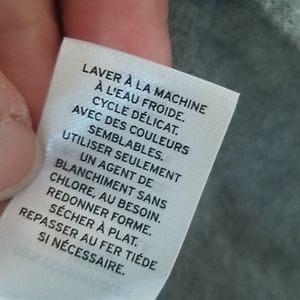 LAVER À LA MACHINE
À L'EAU FROIDE.
CYCLE DÉLICAT.
AVEC DES COULEURS
SEMBLABLES.
UTILISER SEULEMENT
UN AGENT DE
BLANCHIMENT SANS
CHLORE, AU BESOIN.
REDONNER FORME.
SÉCHER À PLAT.
REPASSER AU FER TIÉDE
SI NÉCESSAIRE.